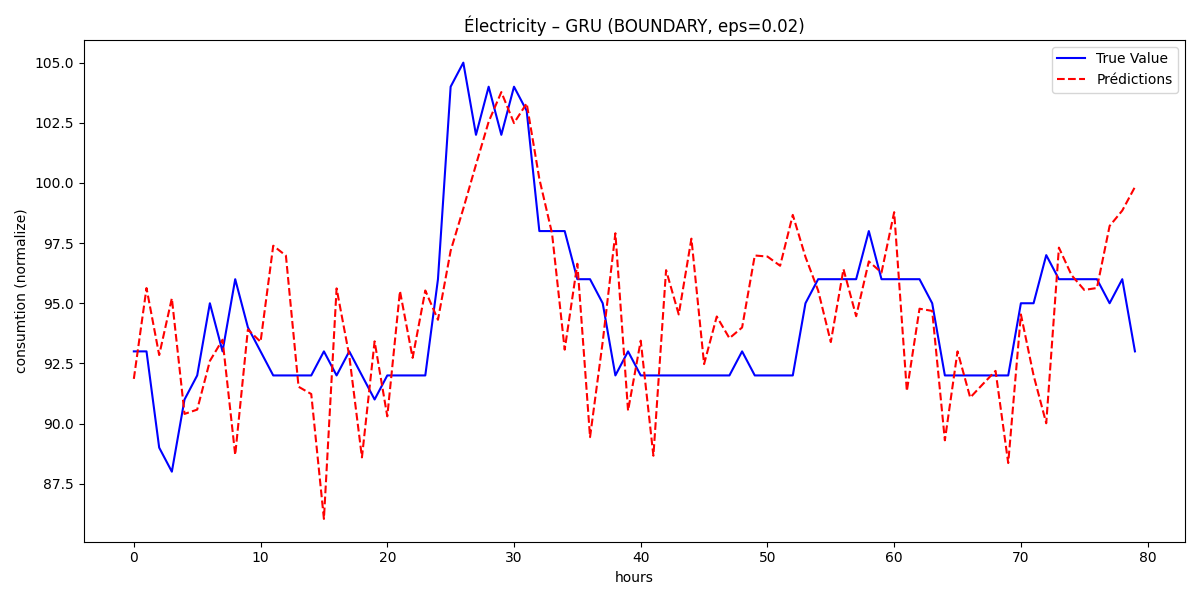 Électricity – GRU (BOUNDARY, eps=0.02)
True Value
Prédictions
consumtion (normalize)
105.0
102.5
100.0
97.5
95.0
92.5
90.0
87.5
0 10 20 30 40 50 60 70 80
hours